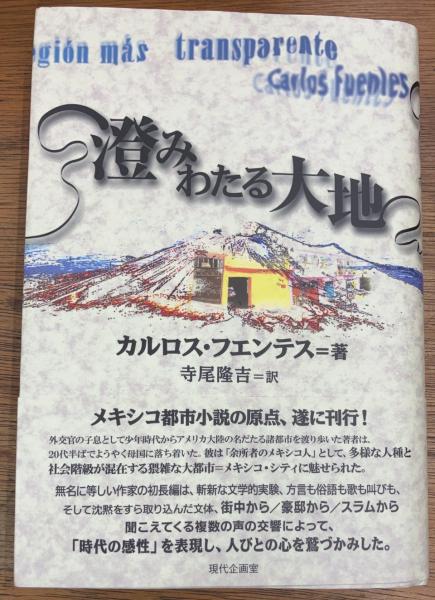 gión más transparente
Carlos Fuentes
澄みわたる大地
カルロス・フエンテス=著
寺尾隆吉=訳
メキシコ都市小説の原点、遂に刊行！
外交官の子息として少年時代からアメリカ大陸の名だたる諸都市を渡り歩いた著者は、
20代半ばでようやく母国に落ち着いた。彼は「余所者のメキシコ人」として、多様な人種と
社会階級が混在する猥雑な大都市=メキシコ・シティに魅せられた。
無名に等しい作家の初長編は、斬新な文学的実験、方言も俗語も歌も叫びも、
そして沈黙をすら取り込んだ文体、街中から／豪邸から／スラムから
聞こえてくる複数の声の交響によって、
「時代の感性」を表現し、人びとの心を鷲づかみした。
現代企画室